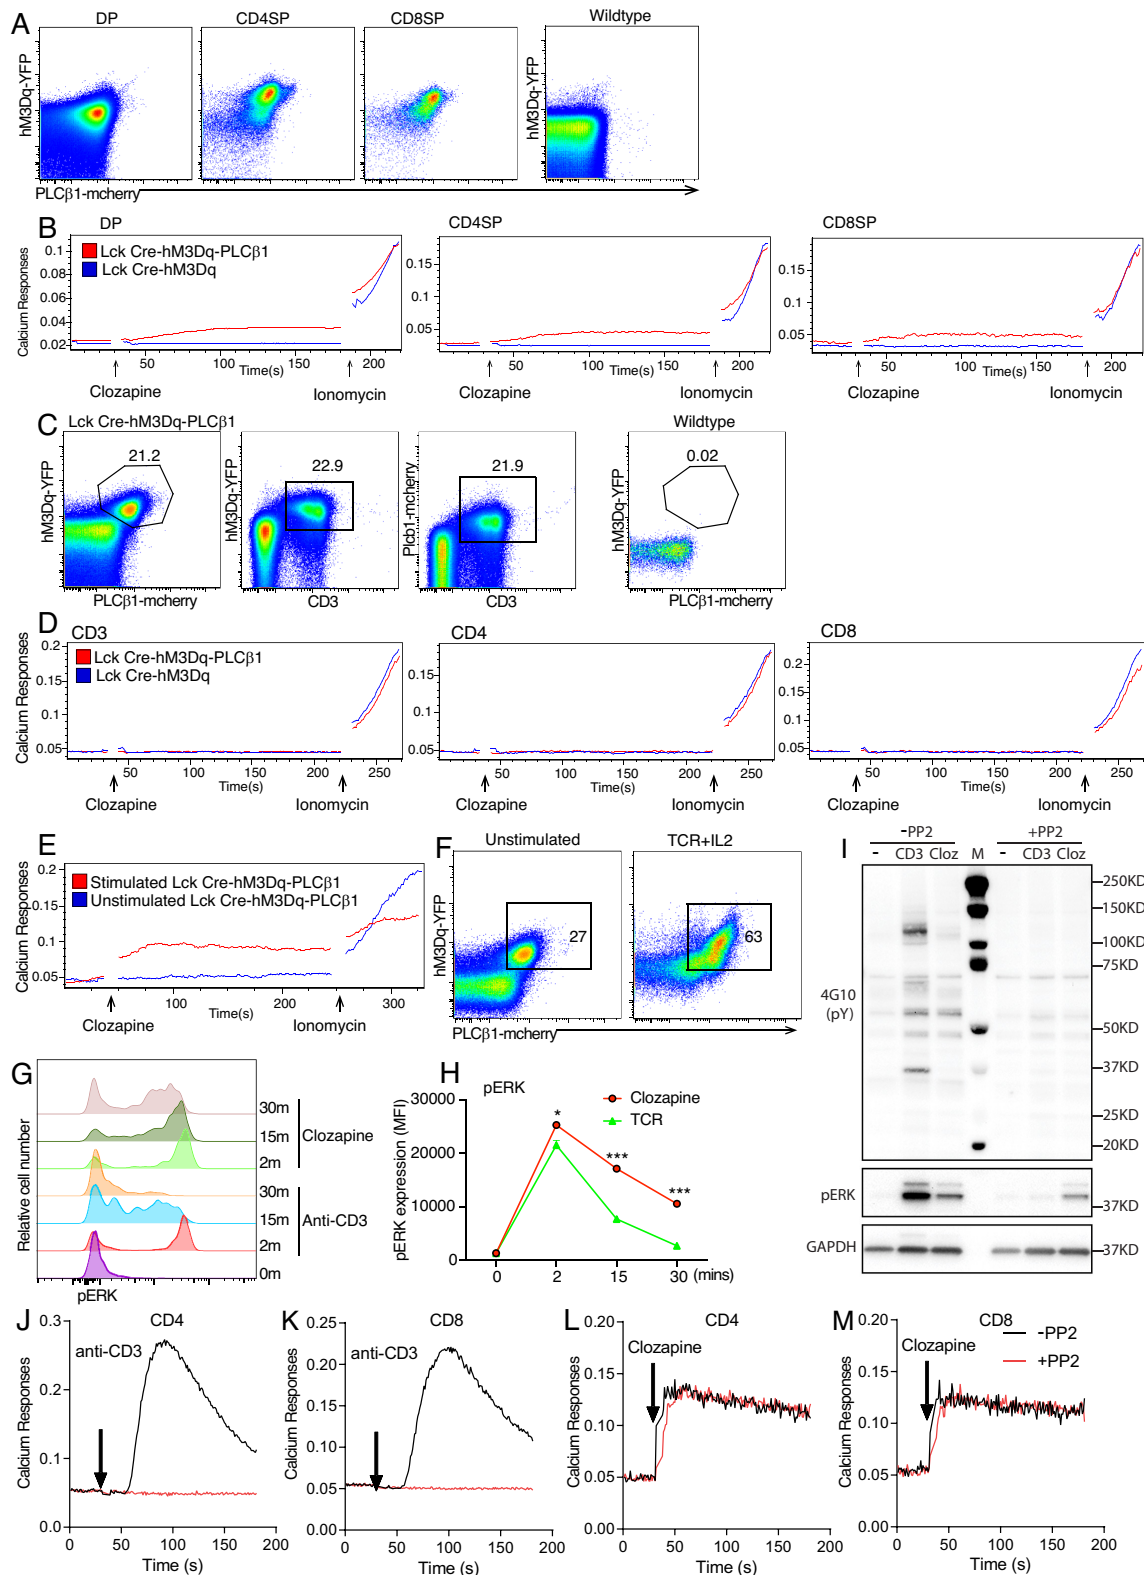 A
DP
CD4SP
CD8SP
Wildtype
hM3Dq-YFP
hM3Dq-YFP
PLCβ1-mcherry
B
DP
CD4SP
CD8SP
Calcium Responses
0.1
0.08
0.06
0.04
0.02
Lck Cre-hM3Dq-PLCβ1
Lck Cre-hM3Dq
0.15
0.1
0.05
0.15
0.1
0.05
50 100 150 200
Time(s)
50 100 150 200
Time(s)
50 100 150 200
Time(s)
Clozapine
Ionomycin
Clozapine
Ionomycin
Clozapine
Ionomycin
C
Lck Cre-hM3Dq-PLCβ1
Wildtype
21.2
22.9
21.9
0.02
hM3Dq-YFP
hM3Dq-YFP
Plcb1-mcherry
hM3Dq-YFP
PLCβ1-mcherry
CD3
CD3
PLCβ1-mcherry
D
CD3
CD4
CD8
Calcium Responses
0.2
0.15
0.1
0.05
Lck Cre-hM3Dq-PLCβ1
Lck Cre-hM3Dq
0.15
0.1
0.05
0.2
0.15
0.1
0.05
50 100 150 200 250
Time(s)
50 100 150 200 250
Time(s)
50 100 150 200 250
Time(s)
Clozapine
Ionomycin
Clozapine
Ionomycin
Clozapine
Ionomycin
E
Calcium Responses
0.2
0.15
0.1
0.05
Stimulated Lck Cre-hM3Dq-PLCβ1
Unstimulated Lck Cre-hM3Dq-PLCβ1
100 200 300
Time(s)
Clozapine
Ionomycin
F
Unstimulated
TCR+IL2
hM3Dq-YFP
27
63
PLCβ1-mcherry
G
Relative cell number
30m
15m
2m
Clozapine
30m
15m
2m
Anti-CD3
0m
pERK
H
pERK
pERK expression (MFI)
30000
20000
10000
0
Clozapine
TCR
*
***
***
0 2 15 30 (mins)
I
-PP2
+PP2
- CD3 Cloz M - CD3 Cloz
4G10
(pY)
250KD
150KD
100KD
75KD
50KD
37KD
25KD
20KD
pERK
37KD
GAPDH
37KD
J
CD4
anti-CD3
Calcium Responses
0.3
0.2
0.1
0.0
0 50 100 150 200
Time (s)
K
CD8
anti-CD3
Calcium Responses
0.25
0.20
0.15
0.10
0.05
0.00
0 50 100 150 200
Time (s)
L
CD4
Clozapine
Calcium Responses
0.20
0.15
0.10
0.05
0.00
0 50 100 150 200
Time (s)
M
CD8
Clozapine
-PP2
+PP2
Calcium Responses
0.20
0.15
0.10
0.05
0.00
0 50 100 150 200
Time (s)